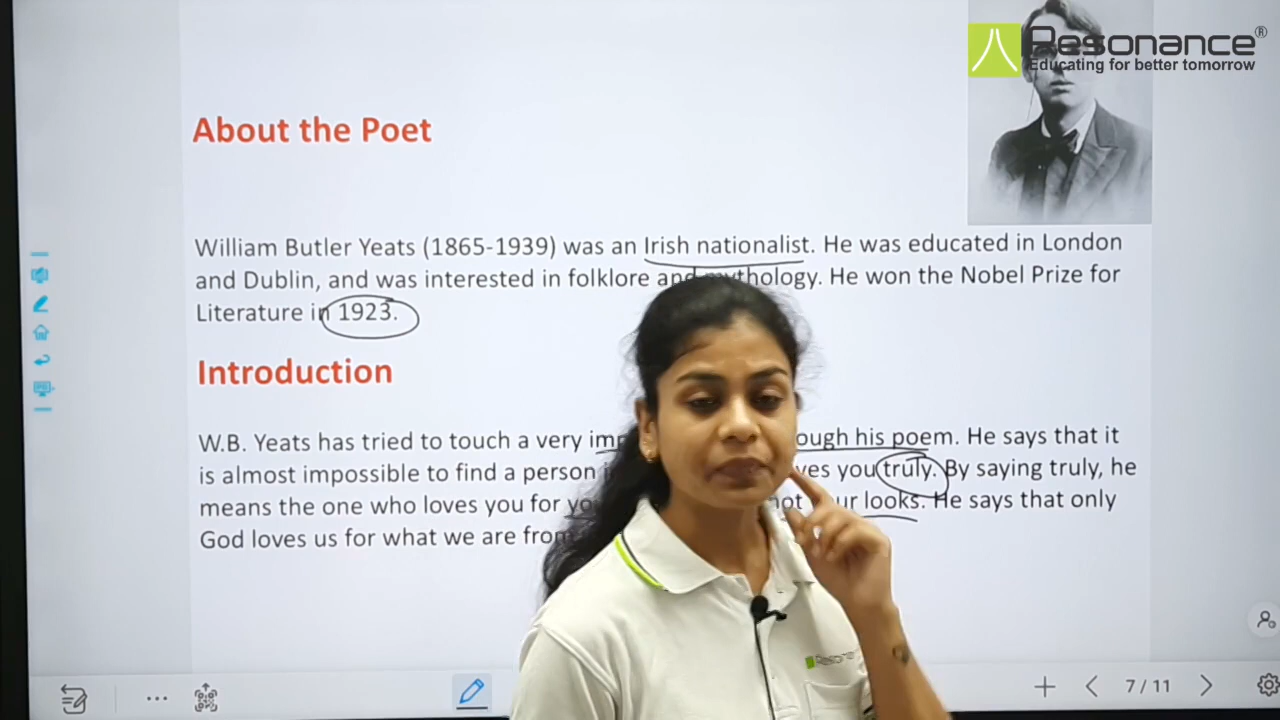 Resonance®
Educating for better tomorrow
About the Poet
William Butler Yeats (1865-1939) was an Irish nationalist. He was educated in London
and Dublin, and was interested in folklore and mythology. He won the Nobel Prize for
Literature in 1923.
Introduction
W.B. Yeats has tried to touch a very his poem. He says that it
is almost impossible to find a person you truly. By saying truly, he
means the one who loves you for not looks. He says that only
God loves us for what we are
Resonance
7/11